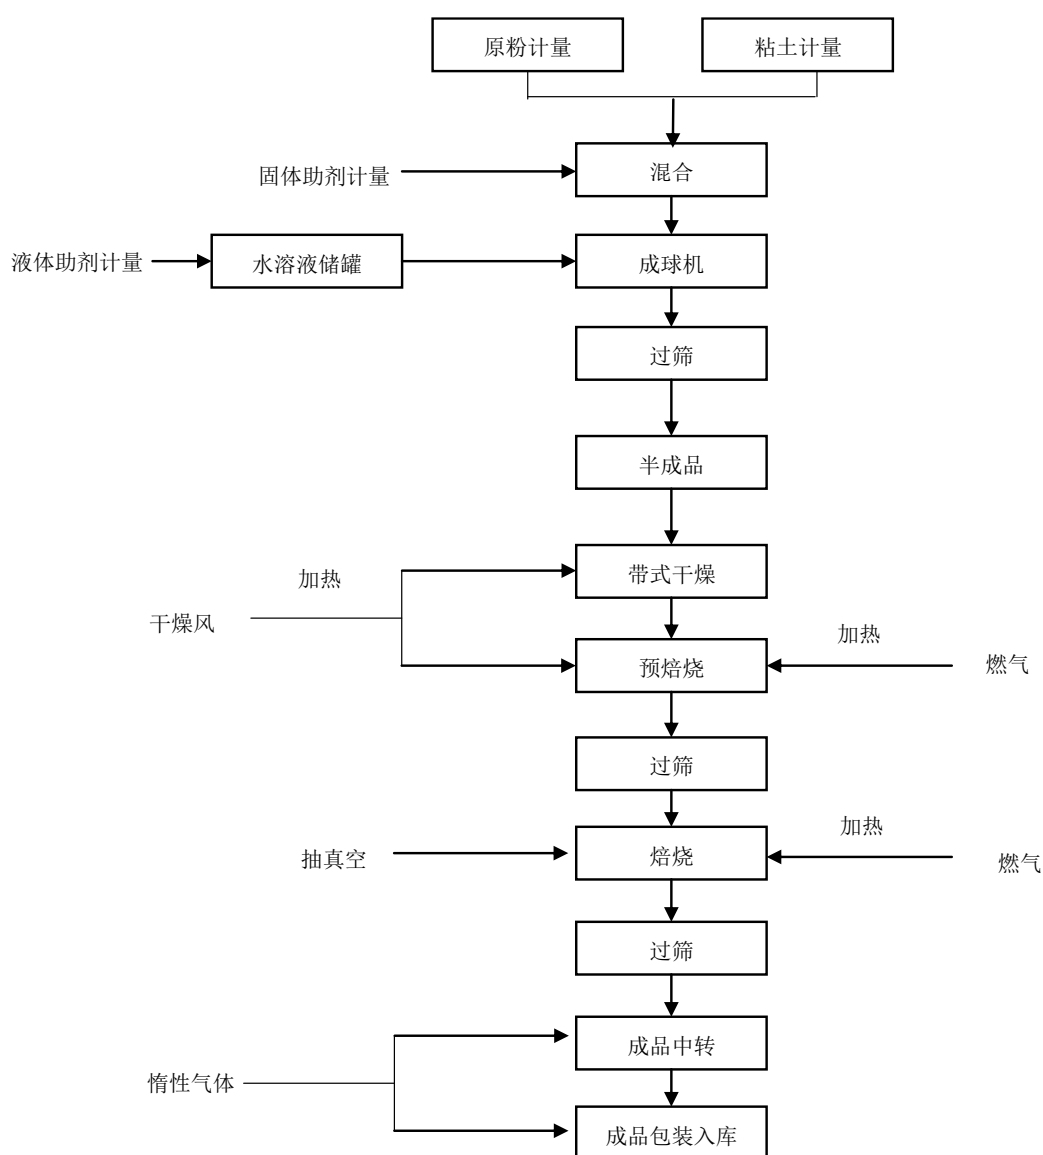 原粉计量
粘土计量
固体助剂计量
混合
液体助剂计量
水溶液储罐
成球机
过筛
半成品
加热
带式干燥
干燥风
加热
预焙烧
燃气
过筛
加热
抽真空
焙烧
燃气
过筛
成品中转
惰性气体
成品包装入库